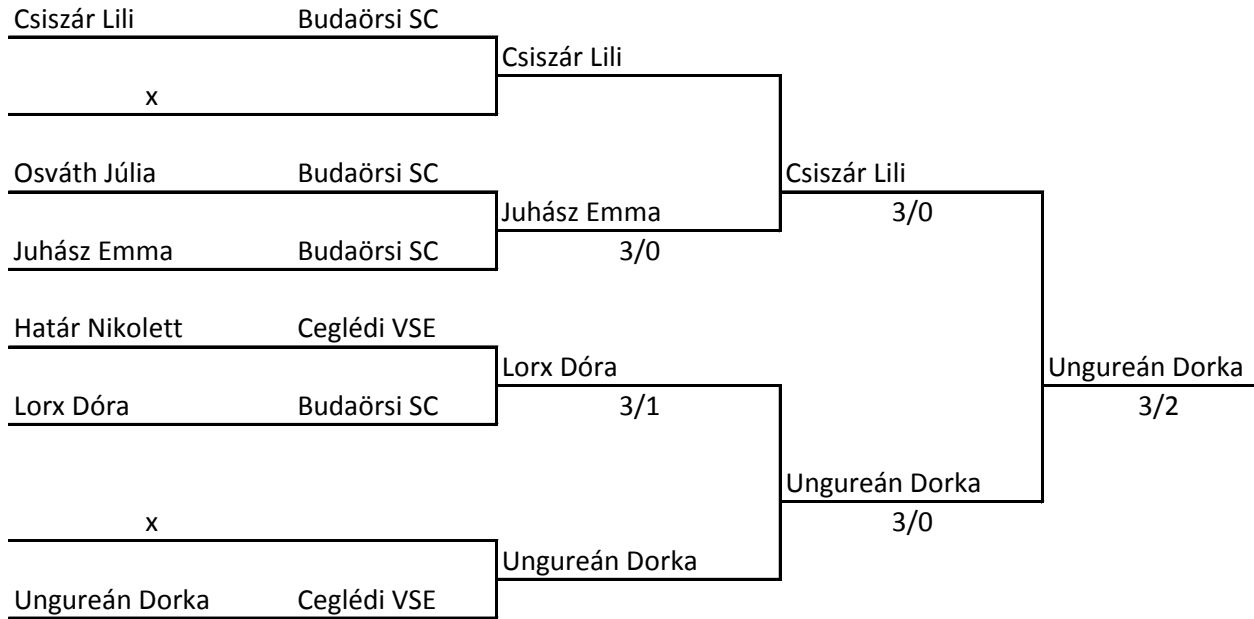 Csiszár Lili Budaörsi SC
Csiszár Lili
x
Osváth Júlia Budaörsi SC
Csiszár Lili
Juhász Emma
3/0
Juhász Emma Budaörsi SC
3/0
Határ Nikolett Ceglédi VSE
Lorx Dóra
Ungureán Dorka
Lorx Dóra Budaörsi SC
3/1
3/2
Ungureán Dorka
x
3/0
Ungureán Dorka
Ungureán Dorka Ceglédi VSE